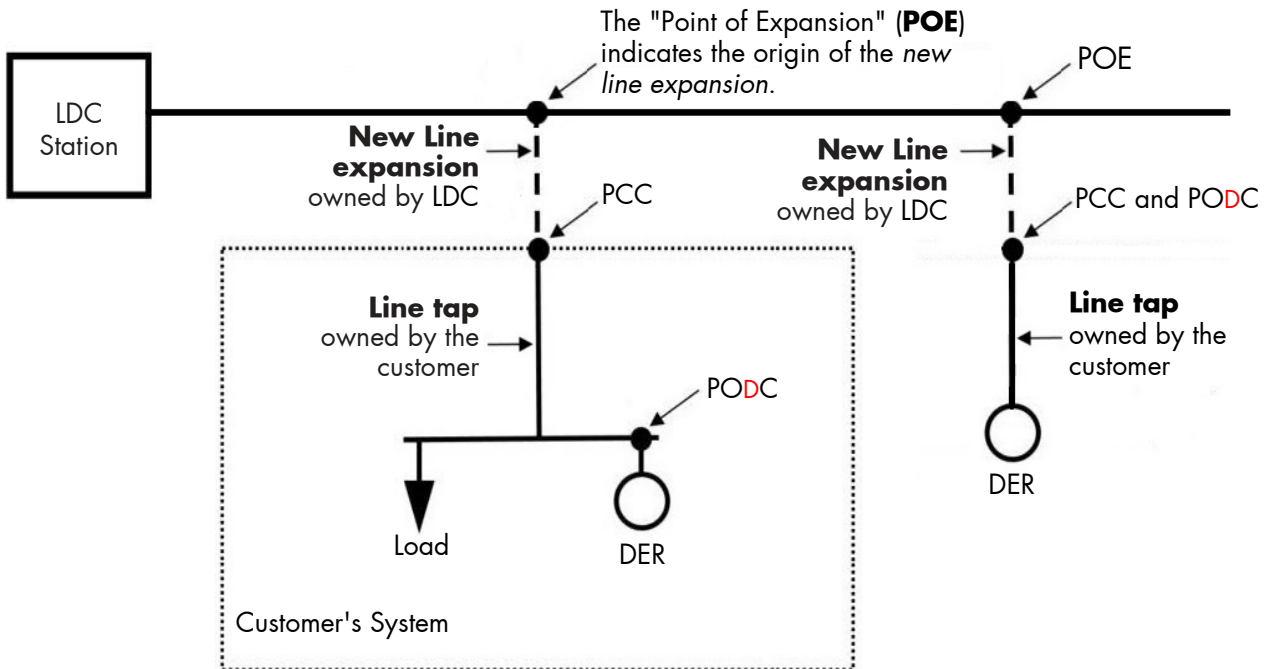 The "Point of Expansion" (POE)
indicates the origin of the new
line expansion.
POE
LDC
Station
New Line
expansion
owned by LDC
New Line
expansion
owned by LDC
PCC
PCC and PODC
Line tap
owned by the
customer
Line tap
owned by the
customer
PODC
DER
Load
DER
Customer's System